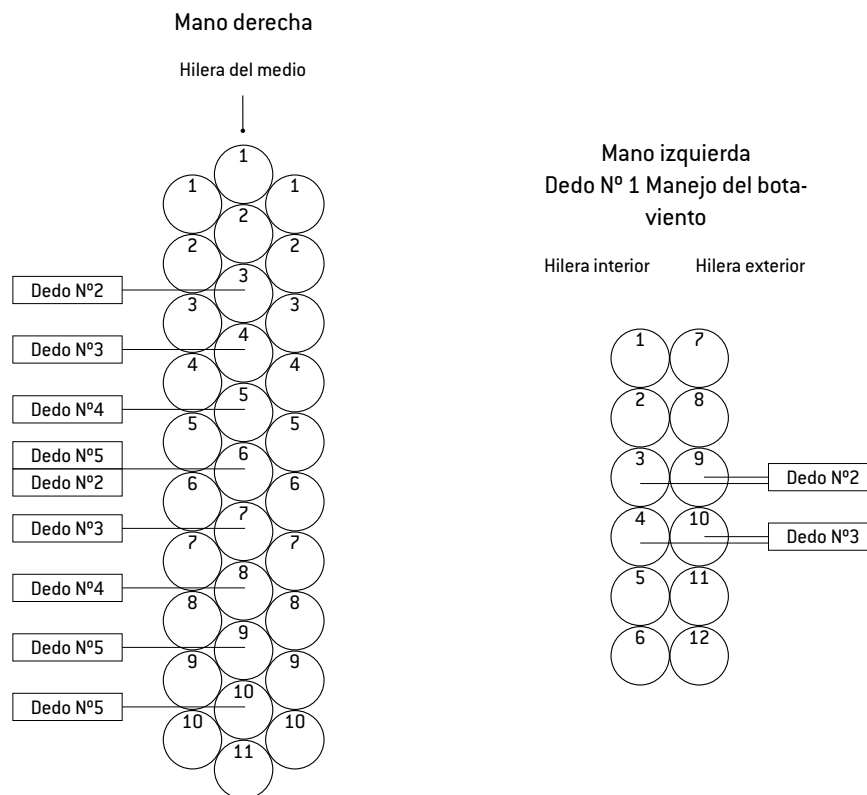 Mano derecha
Hilera del medio
1
1
1
2
2
2
3
3
3
4
4
4
5
5
5
6
6
6
7
7
7
8
8
8
9
9
9
10
10
10
11
Dedo Nº2
Dedo Nº3
Dedo Nº4
Dedo Nº5
Dedo Nº2
Dedo Nº3
Dedo Nº4
Dedo Nº5
Dedo Nº5
Mano izquierda
Dedo Nº 1 Manejo del bota-
viento
Hilera interior Hilera exterior
1 7
2 8
3 9
4 10
5 11
6 12
Dedo Nº2
Dedo Nº3